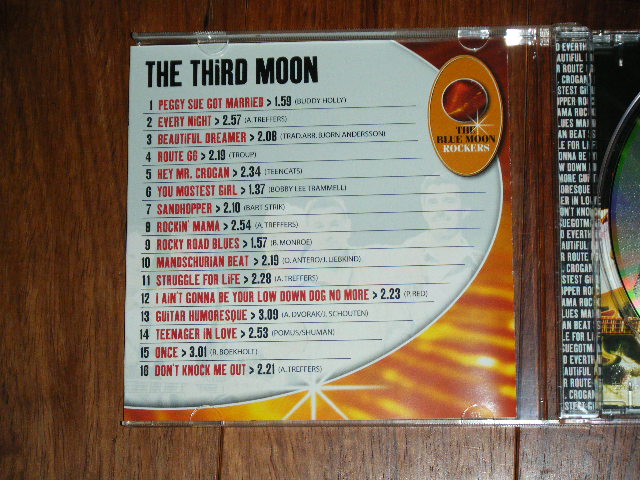 THE THiRD MOON
1 PEGGY SUE GOT MARRIED > 1.59 (BUDDY HOLLY)
2 EVERY NIGHT > 2.57 (A.TREFFERS)
3 BEAUTIFUL DREAMER > 2.08 (TRAD.ARR.BJORN ANDERSSON)
4 ROUTE 66 > 2.19 (TROUP)
5 HEY MR. CROGAN > 2.34 (TEENCATS)
6 YOU MOSTEST GIRL > 1.37 (BOBBY LEE TRAMMELL)
7 SANDHOPPER > 2.10 (BART STRIK)
8 ROCKIN' MAMA > 2.54 (A.TREFFERS)
9 ROCKY ROAD BLUES > 1.57 (B.MONROE)
10 MANDSCHURIAN BEAT > 2.19 (O.ANTERO/J.LIEBKIND)
11 STRUGGLE FOR LiFE > 2.28 (A.TREFFERS)
12 I AIN'T GONNA BE YOUR LOW DOWN DOG NO MORE > 2.23 (P.RED)
13 GUITAR HUMORESQUE > 3.09 (A.DVORAK/J.SCHOUTEN)
14 TEENAGER IN LOVE > 2.53 (POMUS/SHUMAN)
15 ONCE > 3.01 (R.BOEKHOLT)
16 DON'T KNOCK ME OUT > 2.21 (A.TREFFERS)
THE
BLUE MOON
ROCKERS